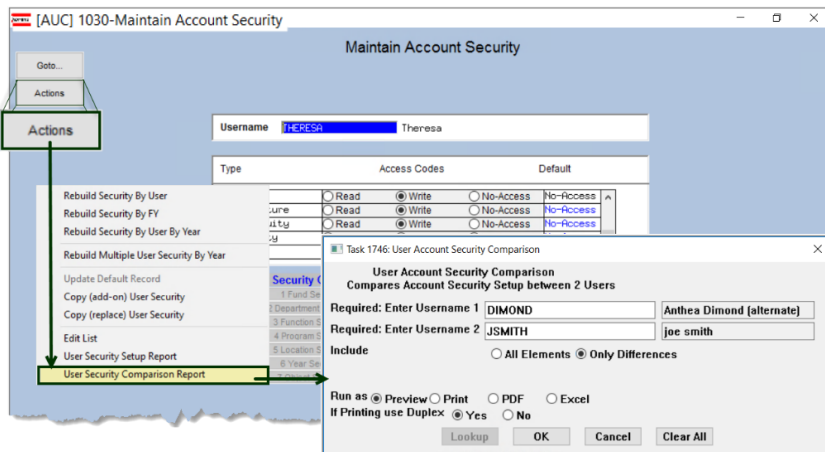 [AUC] 1030-Maintain Account Security
Maintain Account Security
Goto...
Actions
Actions
Username THERESA Theresa
Type Access Codes Default
Read Write No-Access No-Access
ure Read Write No-Access No-Access
uity Read Write No-Access No-Access
ty
Rebuild Security By User
Rebuild Security By FY
Rebuild Security By User By Year
Rebuild Multiple User Security By Year
Update Default Record
Copy (add-on) User Security
Copy (replace) User Security
Edit List
User Security Setup Report
User Security Comparison Report
Security
1 Fund Se
2 Department
3 Function S
4 Program S
5 Location S
6 Year Se
Task 1746: User Account Security Comparison
User Account Security Comparison
Compares Account Security Setup between 2 Users
Required: Enter Username 1 DIMOND Anthea Dimond (alternate)
Required: Enter Username 2 JSMITH joe smith
Include All Elements Only Differences
Run as Preview Print PDF Excel
If Printing use Duplex Yes No
Lookup OK Cancel Clear All